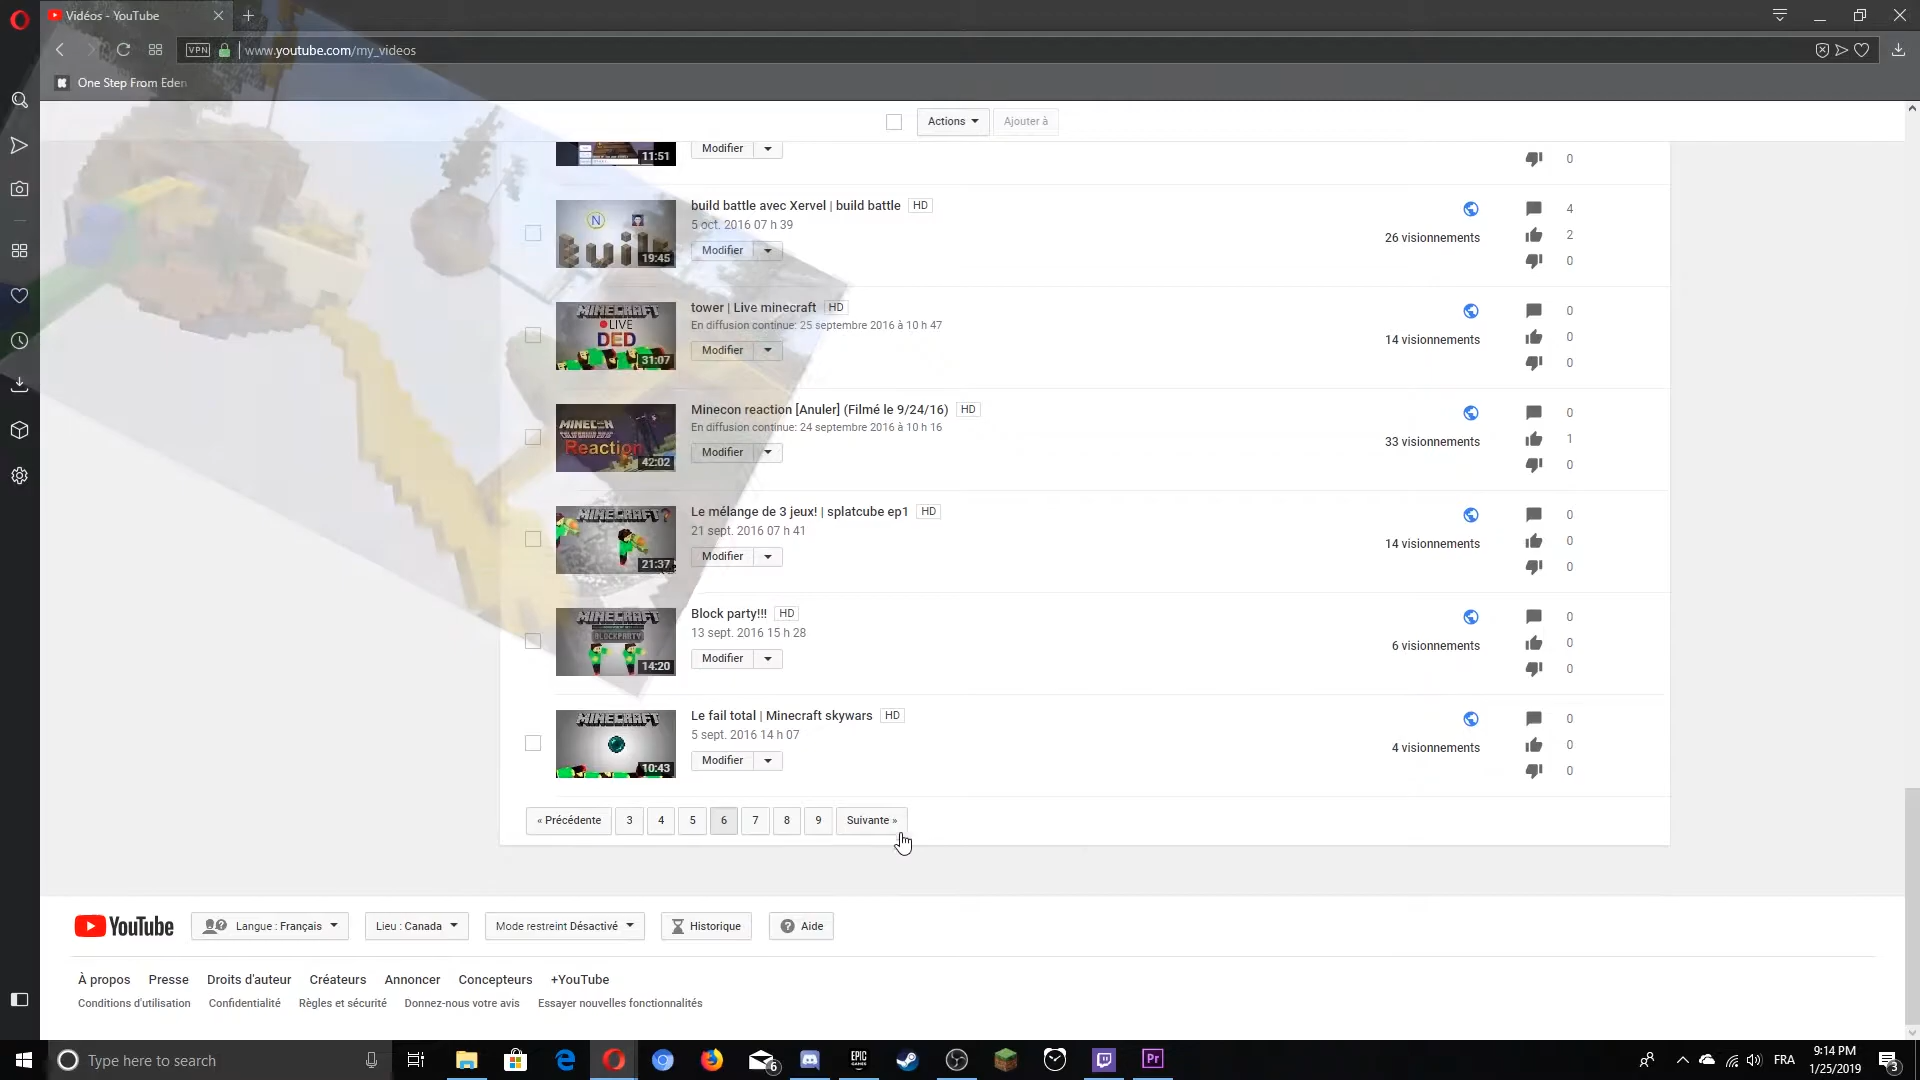 Vidéos - YouTube
VPN www.youtube.com/my_videos
One Step From Eden
Actions Ajouter à
11:51 Modifier 0
build battle avec Xervel | build battle HD
5 oct. 2016 07 h 39
Modifier
19:45
26 visionnements
4
2
0
MINECRAFT
LIVE
DED
31:07
tower | Live minecraft HD
En diffusion continue: 25 septembre 2016 à 10 h 47
Modifier
14 visionnements
0
0
0
Reaction
42:02
Minecon reaction [Anuler] (Filmé le 9/24/16) HD
En diffusion continue: 24 septembre 2016 à 10 h 16
Modifier
33 visionnements
0
1
0
MINECRAFT
21:37
Le mélange de 3 jeux! | splatcube ep1 HD
21 sept. 2016 07 h 41
Modifier
14 visionnements
0
0
0
MINECRAFT
BLOCKPARTY
14:20
Block party!!! HD
13 sept. 2016 15 h 28
Modifier
6 visionnements
0
0
0
MINECRAFT
10:43
Le fail total | Minecraft skywars HD
5 sept. 2016 14 h 07
Modifier
4 visionnements
0
0
0
« Précédente 3 4 5 6 7 8 9 Suivante »
YouTube Langue : Français Lieu : Canada Mode restreint Désactivé Historique Aide
À propos Presse Droits d'auteur Créateurs Annoncer Concepteurs +YouTube
Conditions d'utilisation Confidentialité Règles et sécurité Donnez-nous votre avis Essayer nouvelles fonctionnalités
Type here to search
6
EPIC GAMES
Pr
FRA
9:14 PM
1/25/2019
3